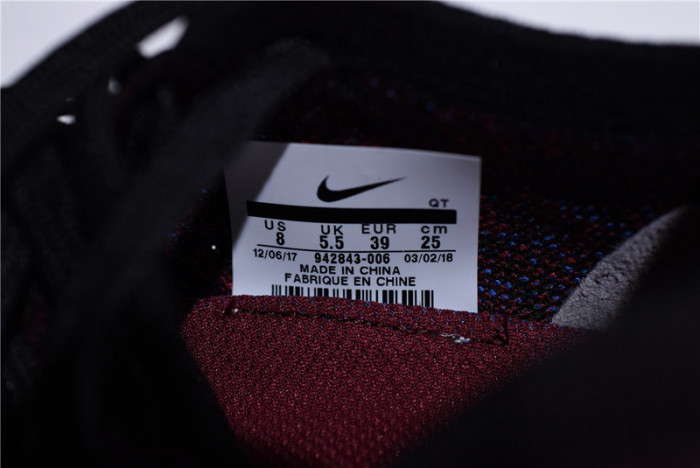 QT
US UK EUR cm
8 5.5 39 25
12/06/17 942843-006 03/02/18
MADE IN CHINA
FABRIQUE EN CHINE